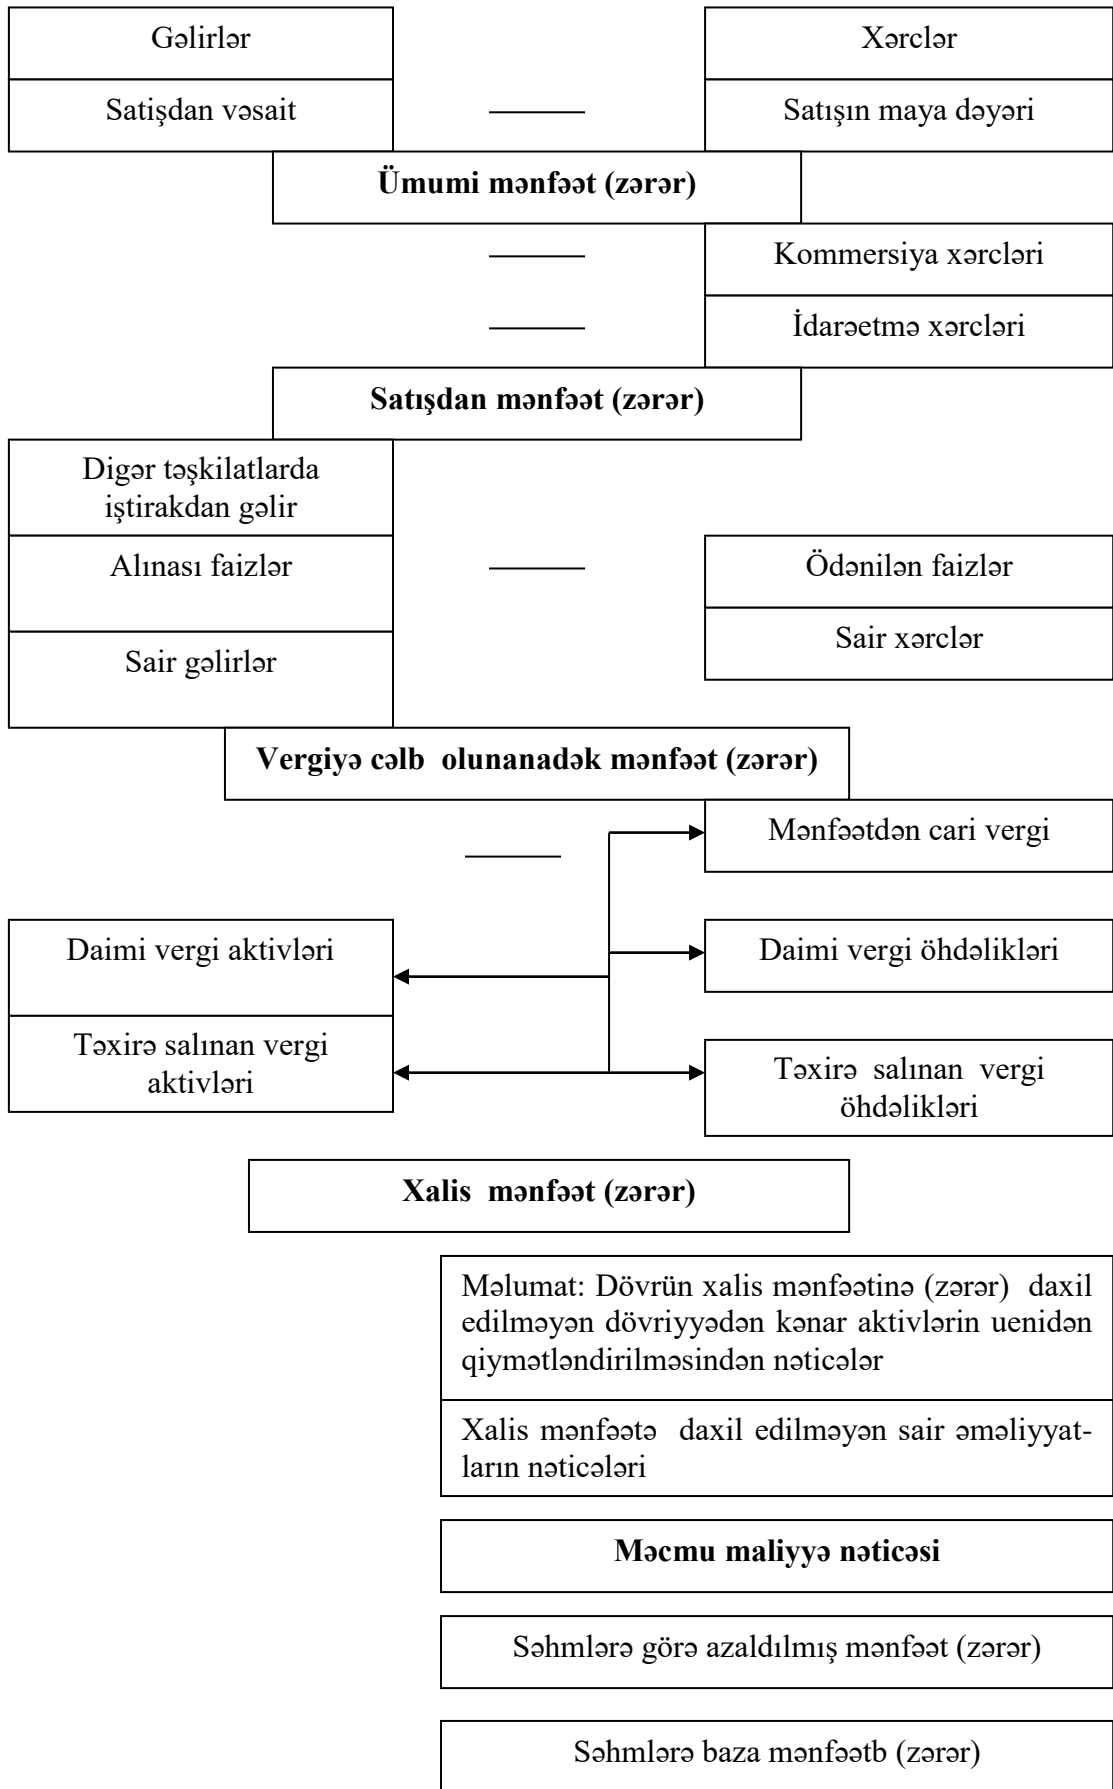 Gəlirlər
Xərclər
Satişdan vəsait
Satışın maya dəyəri
Ümumi mənfəət (zərər)
Kommersiya xərcləri
İdarəetmə xərcləri
Satışdan mənfəət (zərər)
Digər təşkilatlarda
iştirakdan gəlir
Alınası faizlər
Ödənilən faizlər
Sair xərclər
Sair gəlirlər
Vergiyə cəlb olunanadək mənfəət (zərər)
Mənfəətdən cari vergi
Daimi vergi aktivləri
Daimi vergi öhdəlikləri
Təxirə salınan vergi
aktivləri
Təxirə salınan vergi
öhdəlikləri
Xalis mənfəət (zərər)
Məlumat: Dövrün xalis mənfəətinə (zərər) daxil
edilməyən dövriyyədən kənar aktivlərin uenidən
qiymətləndirilməsindən nəticələr
Xalis mənfəətə daxil edilməyən sair əməliyyat-
ların nəticələri
Məcmu maliyyə nəticəsi
Səhmlərə görə azaldılmış mənfəət (zərər)
Səhmlərə baza mənfəətb (zərər)